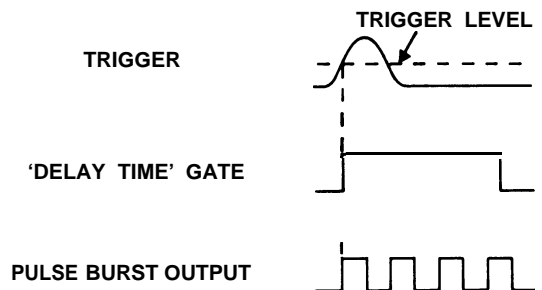 TRIGGER LEVEL
TRIGGER
'DELAY TIME' GATE
PULSE BURST OUTPUT